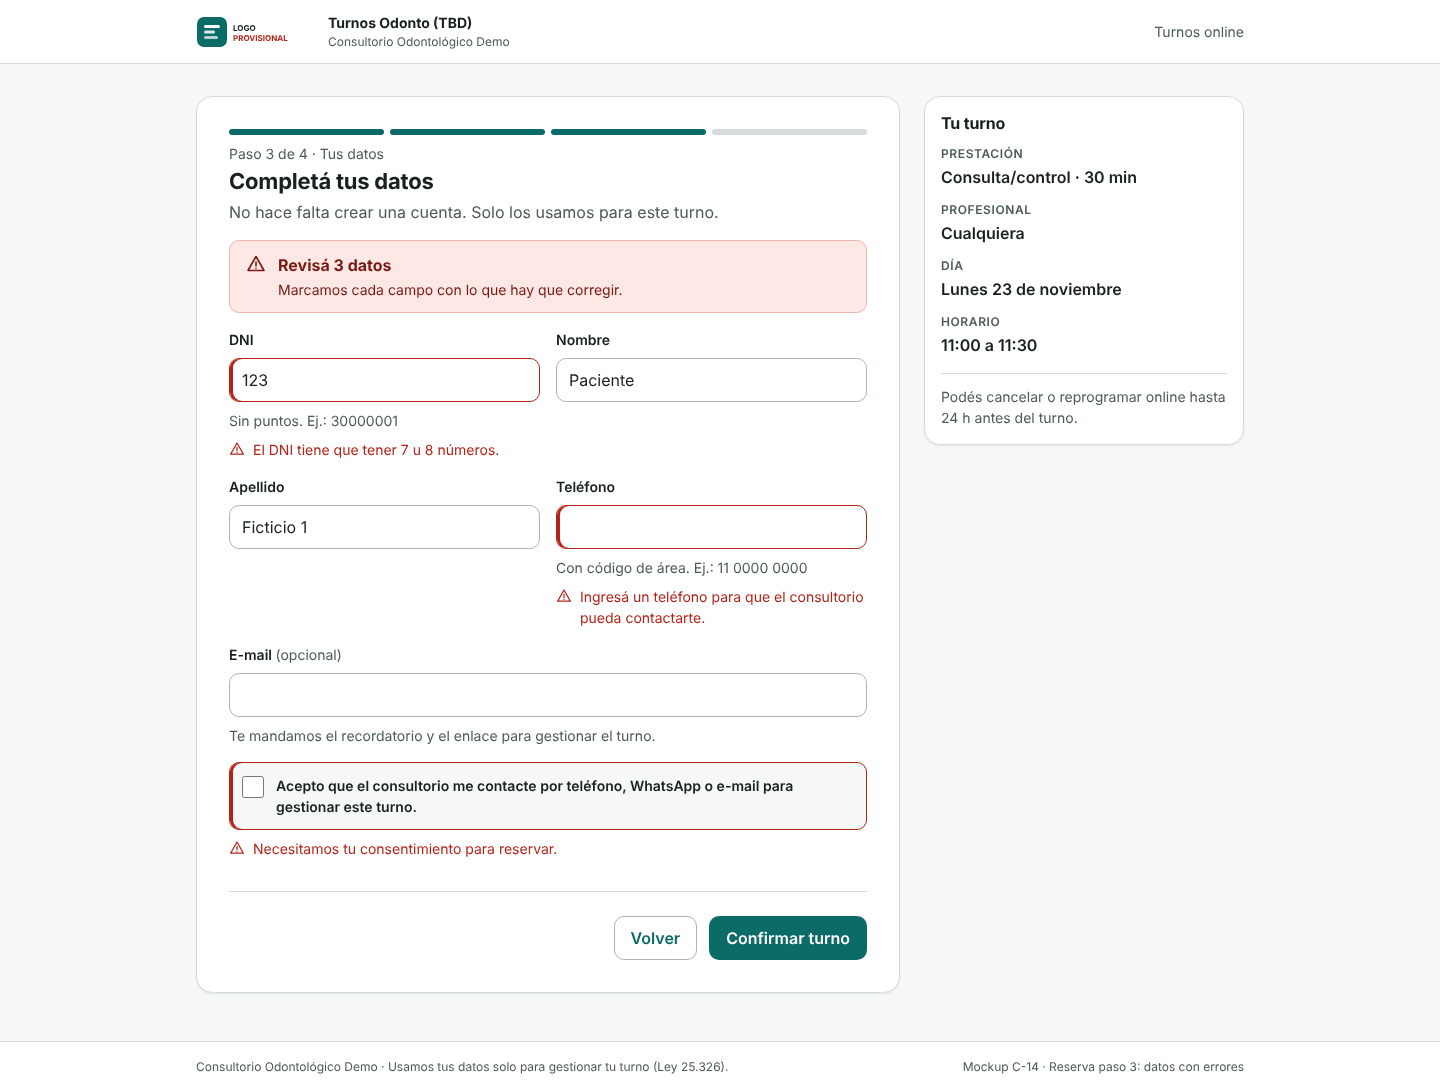 LOGO
PROVISIONAL
Turnos Odonto (TBD)
Consultorio Odontológico Demo
Turnos online
Paso 3 de 4 · Tus datos
Completá tus datos
No hace falta crear una cuenta. Solo los usamos para este turno.
Revisá 3 datos
Marcamos cada campo con lo que hay que corregir.
DNI
123
Sin puntos. Ej.: 30000001
El DNI tiene que tener 7 u 8 números.
Nombre
Paciente
Apellido
Ficticio 1
Teléfono
Con código de área. Ej.: 11 0000 0000
Ingresá un teléfono para que el consultorio
pueda contactarte.
E-mail (opcional)
Te mandamos el recordatorio y el enlace para gestionar el turno.
Acepto que el consultorio me contacte por teléfono, WhatsApp o e-mail para
gestionar este turno.
Necesitamos tu consentimiento para reservar.
Volver
Confirmar turno
Tu turno
PRESTACIÓN
Consulta/control · 30 min
PROFESIONAL
Cualquiera
DÍA
Lunes 23 de noviembre
HORARIO
11:00 a 11:30
Podés cancelar o reprogramar online hasta
24 h antes del turno.
Consultorio Odontológico Demo · Usamos tus datos solo para gestionar tu turno (Ley 25.326).
Mockup C-14 · Reserva paso 3: datos con errores